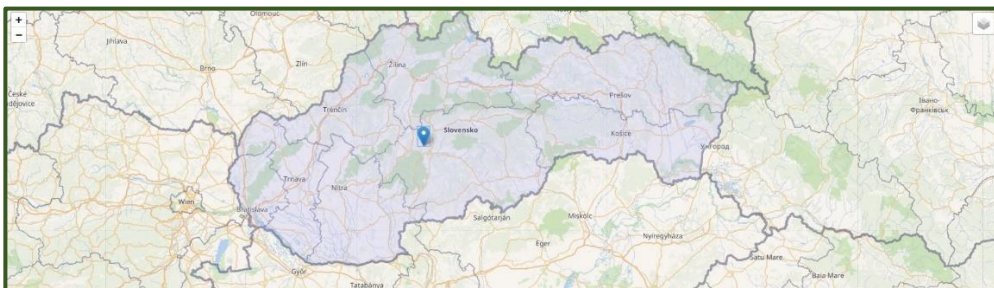 Olomouc
+
−
Jihlava
Zlín
Brno
Žilina
České
dějovice
Trenčín
Prešov
Івано-
Франківськ
Slovensko
Košice
Ужгород
Trnava
Nitra
Wien
Bratislava
Salgótarján
Miskolc
Nyíregyháza
Eger
Satu Mare
Győr
Tatabánya
Baia Mare